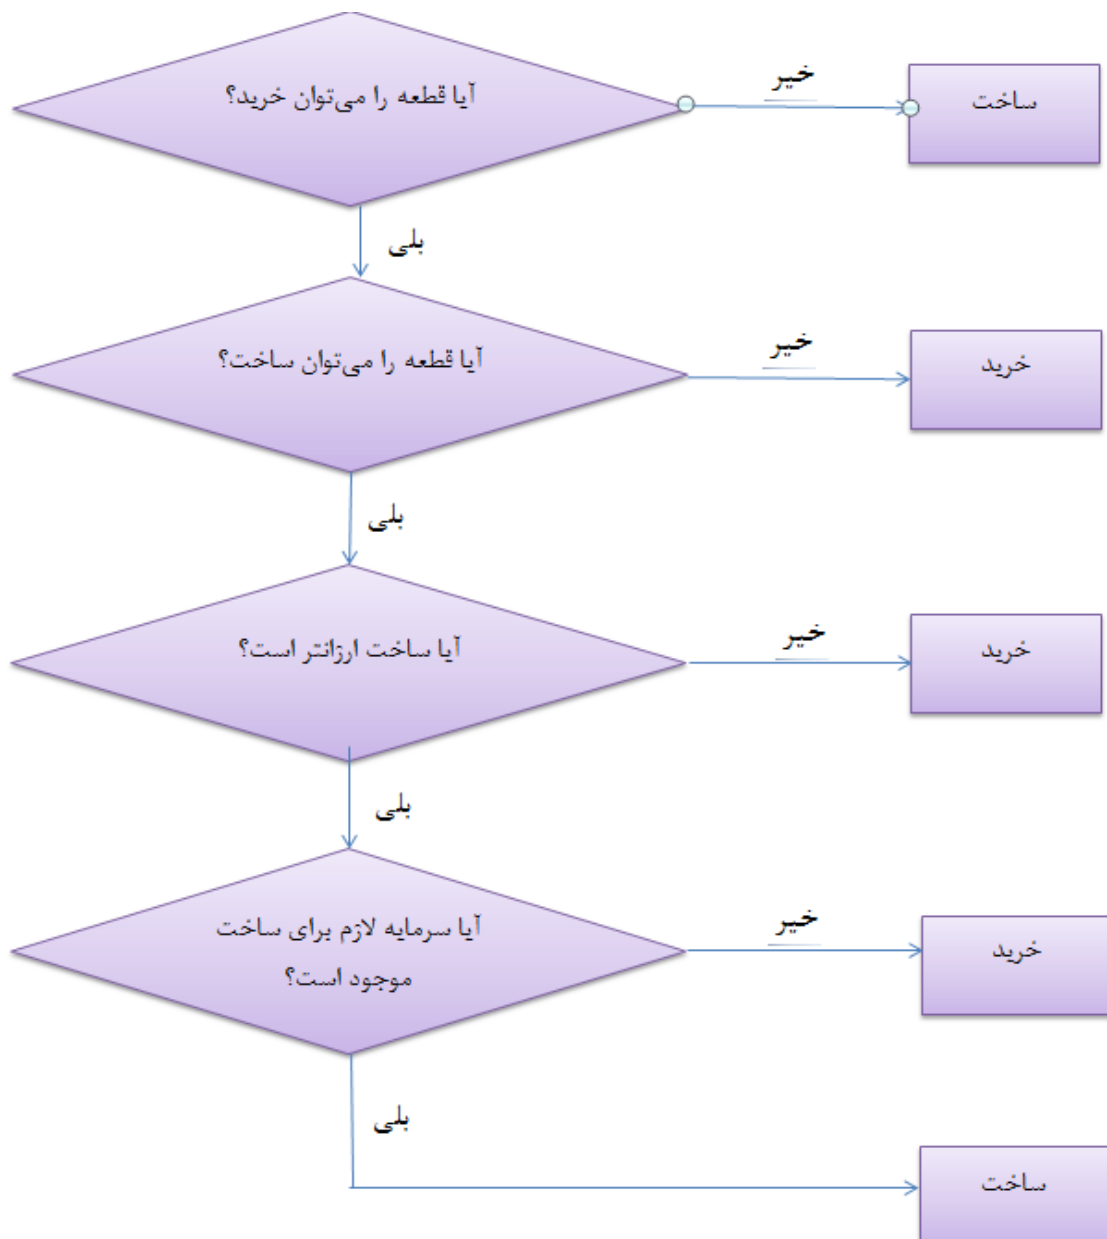 آیا قطعه را می‌توان خرید؟
خیر
ساخت
بلی
آیا قطعه را می‌توان ساخت؟
خیر
خرید
بلی
آیا ساخت ارزانتر است؟
خیر
خرید
بلی
آیا سرمایه لازم برای ساخت
موجود است؟
خیر
خرید
بلی
ساخت